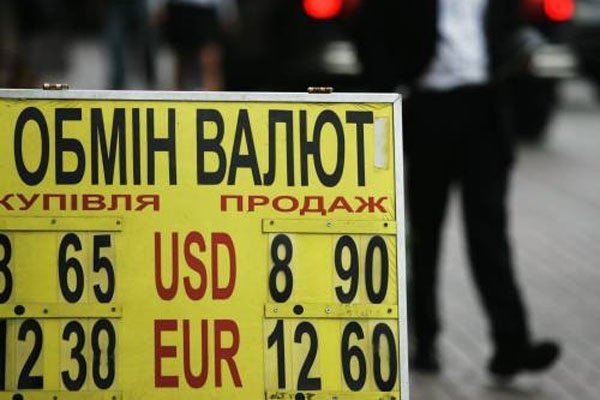 ОБМІН ВАЛЮТ
КУПІВЛЯ ПРОДАЖ
8 65 USD 8 90
12 30 EUR 12 60